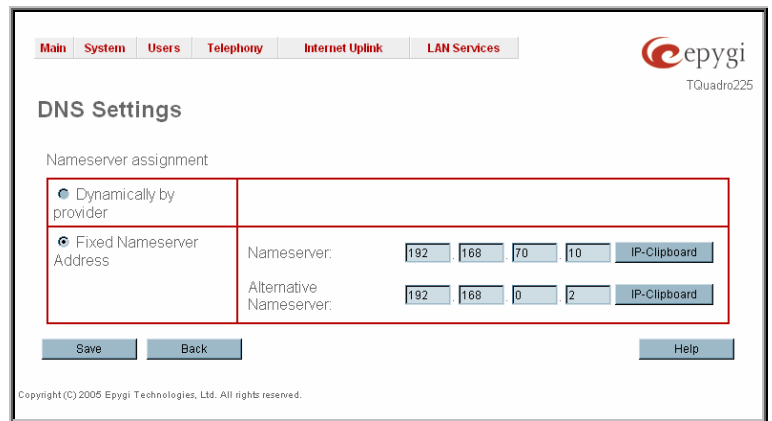 Main System Users Telephony Internet Uplink LAN Services
epygi
TQuadro225
DNS Settings
Nameserver assignment
Dynamically by
provider
Fixed Nameserver
Address
Nameserver: 192 . 168 . 70 . 10 IP-Clipboard
Alternative
Nameserver: 192 . 168 . 0 . 2 IP-Clipboard
Save Back Help
Copyright (C) 2005 Epygi Technologies, Ltd. All rights reserved.